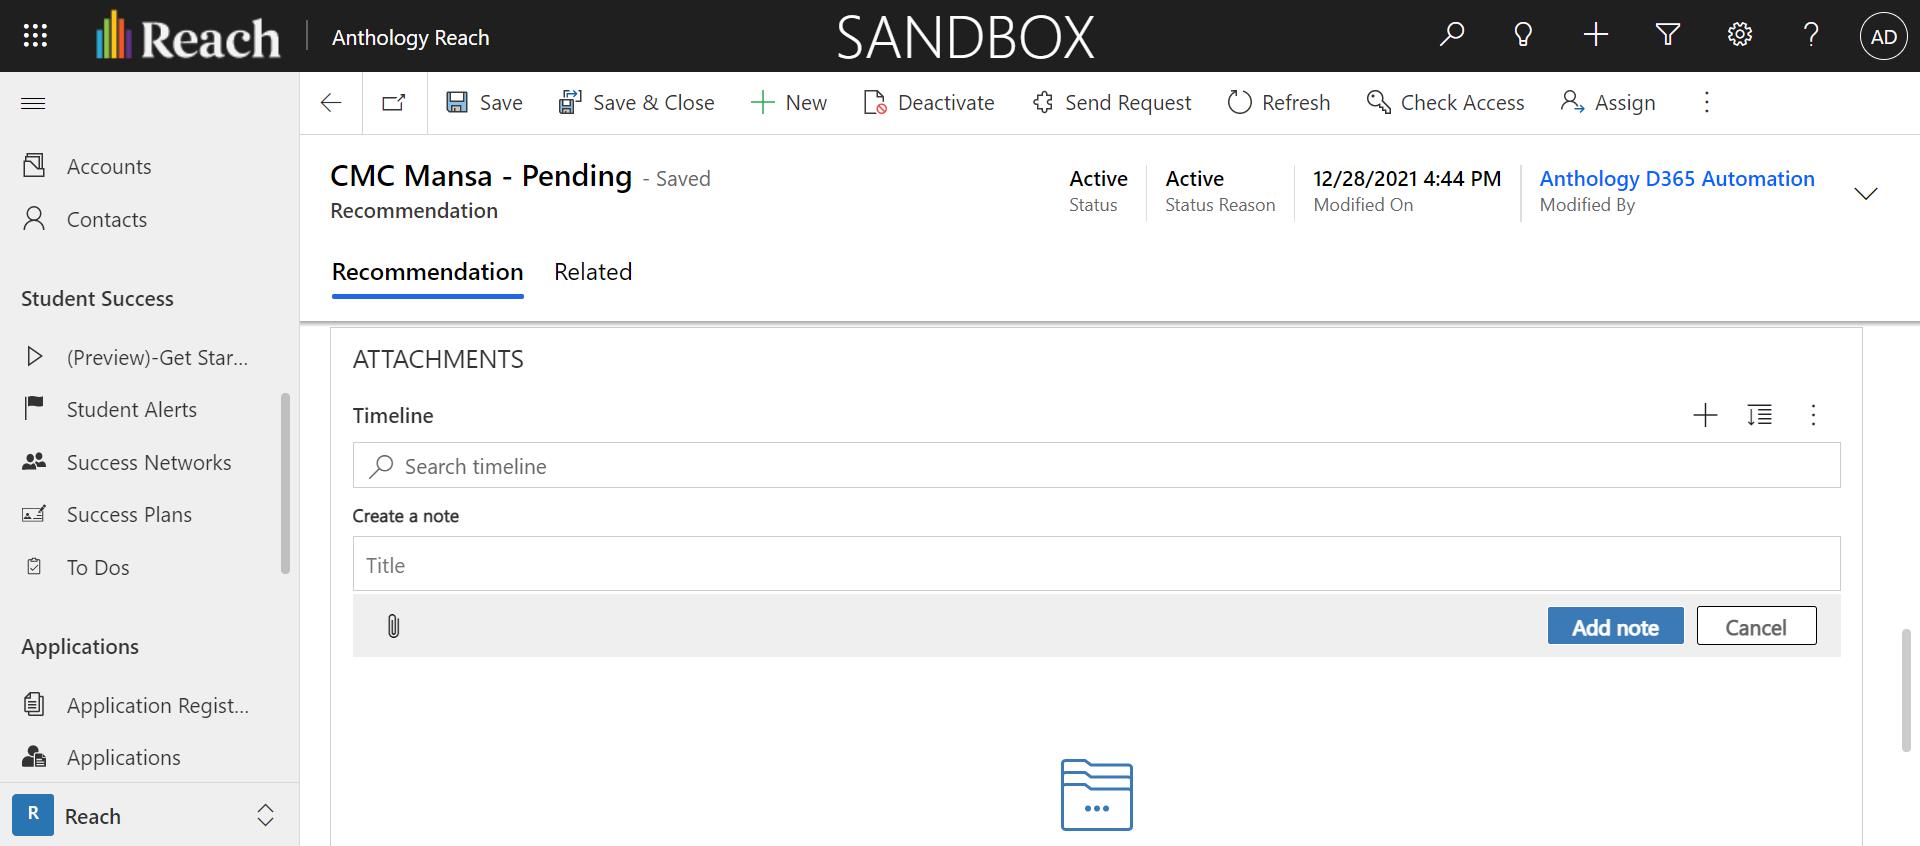 Reach
Anthology Reach
SANDBOX
AD
Save
Save & Close
New
Deactivate
Send Request
Refresh
Check Access
Assign
Accounts
Contacts
Student Success
(Preview)-Get Star...
Student Alerts
Success Networks
Success Plans
To Dos
Applications
Application Regist...
Applications
R
Reach
CMC Mansa - Pending - Saved
Recommendation
Active
Status
Active
Status Reason
12/28/2021 4:44 PM
Modified On
Anthology D365 Automation
Modified By
Recommendation
Related
ATTACHMENTS
Timeline
Search timeline
Create a note
Title
Add note
Cancel